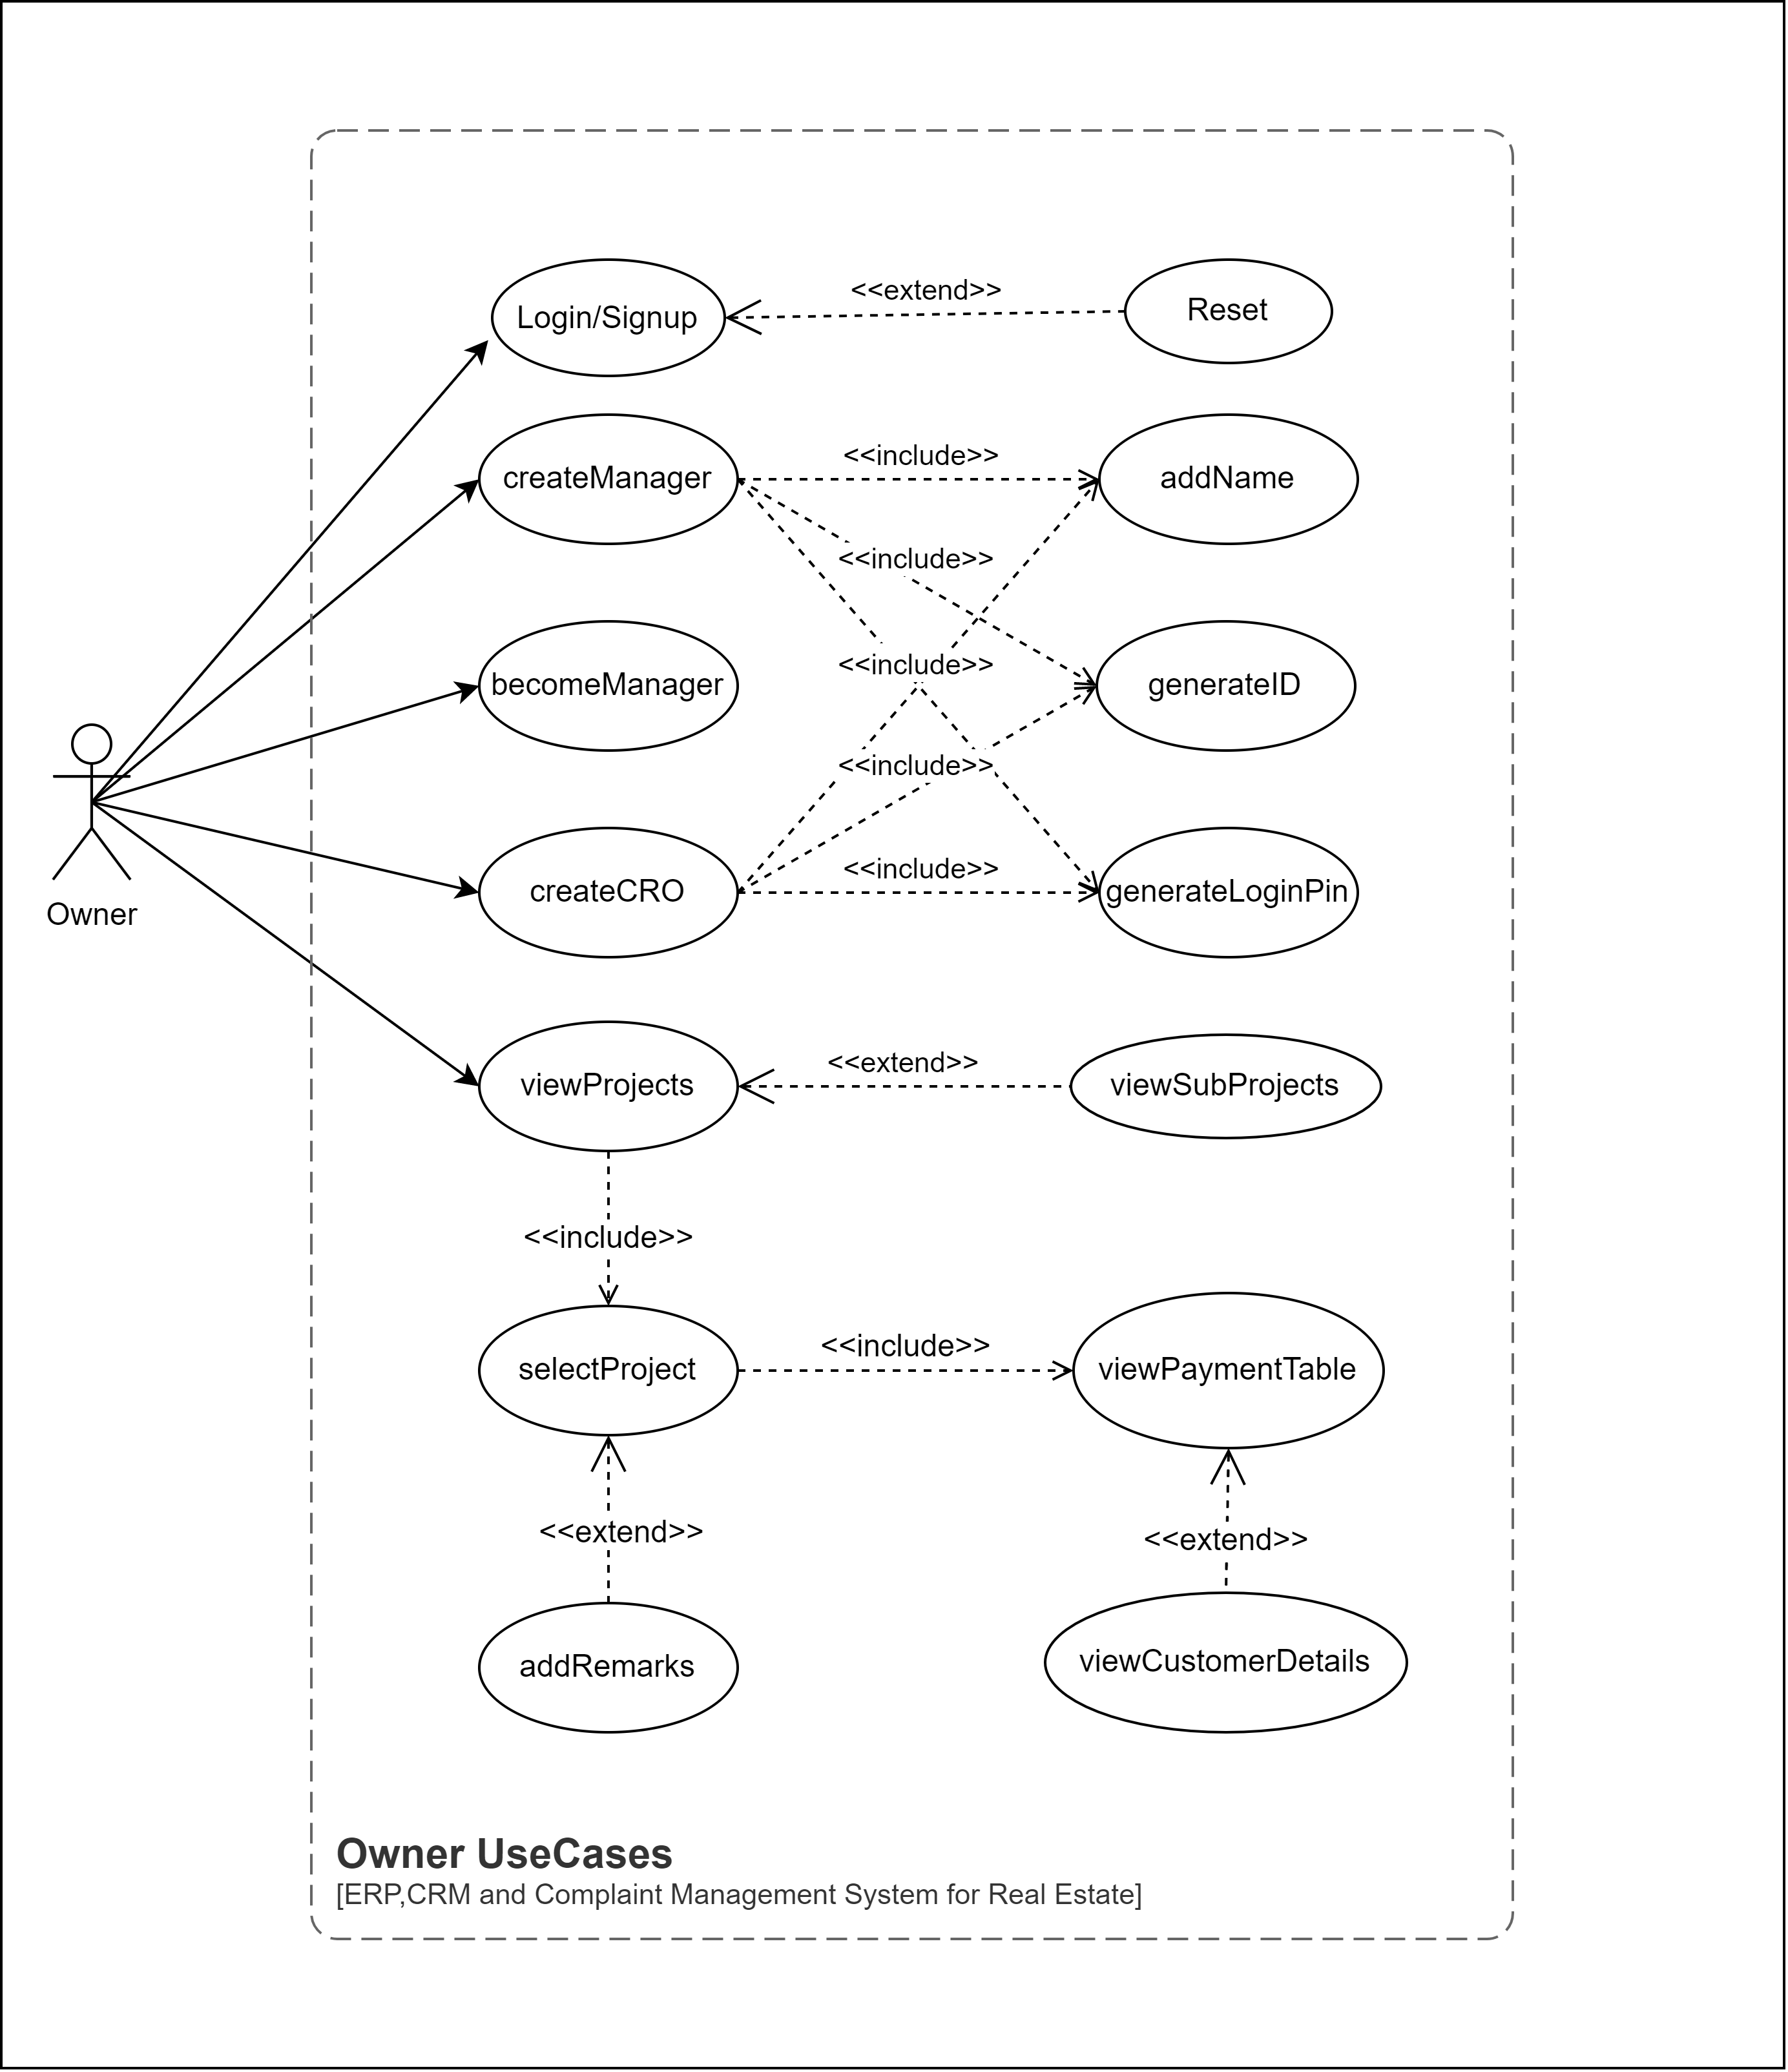 Login/Signup
<<extend>>
Reset
createManager
<<include>>
addName
<<include>>
becomeManager
<<include>>
generateID
<<include>>
createCRO
<<include>>
generateLoginPin
Owner
viewProjects
<<extend>>
viewSubProjects
<<include>>
selectProject
<<include>>
viewPaymentTable
<<extend>>
<<extend>>
addRemarks
viewCustomerDetails
Owner UseCases
[ERP,CRM and Complaint Management System for Real Estate]